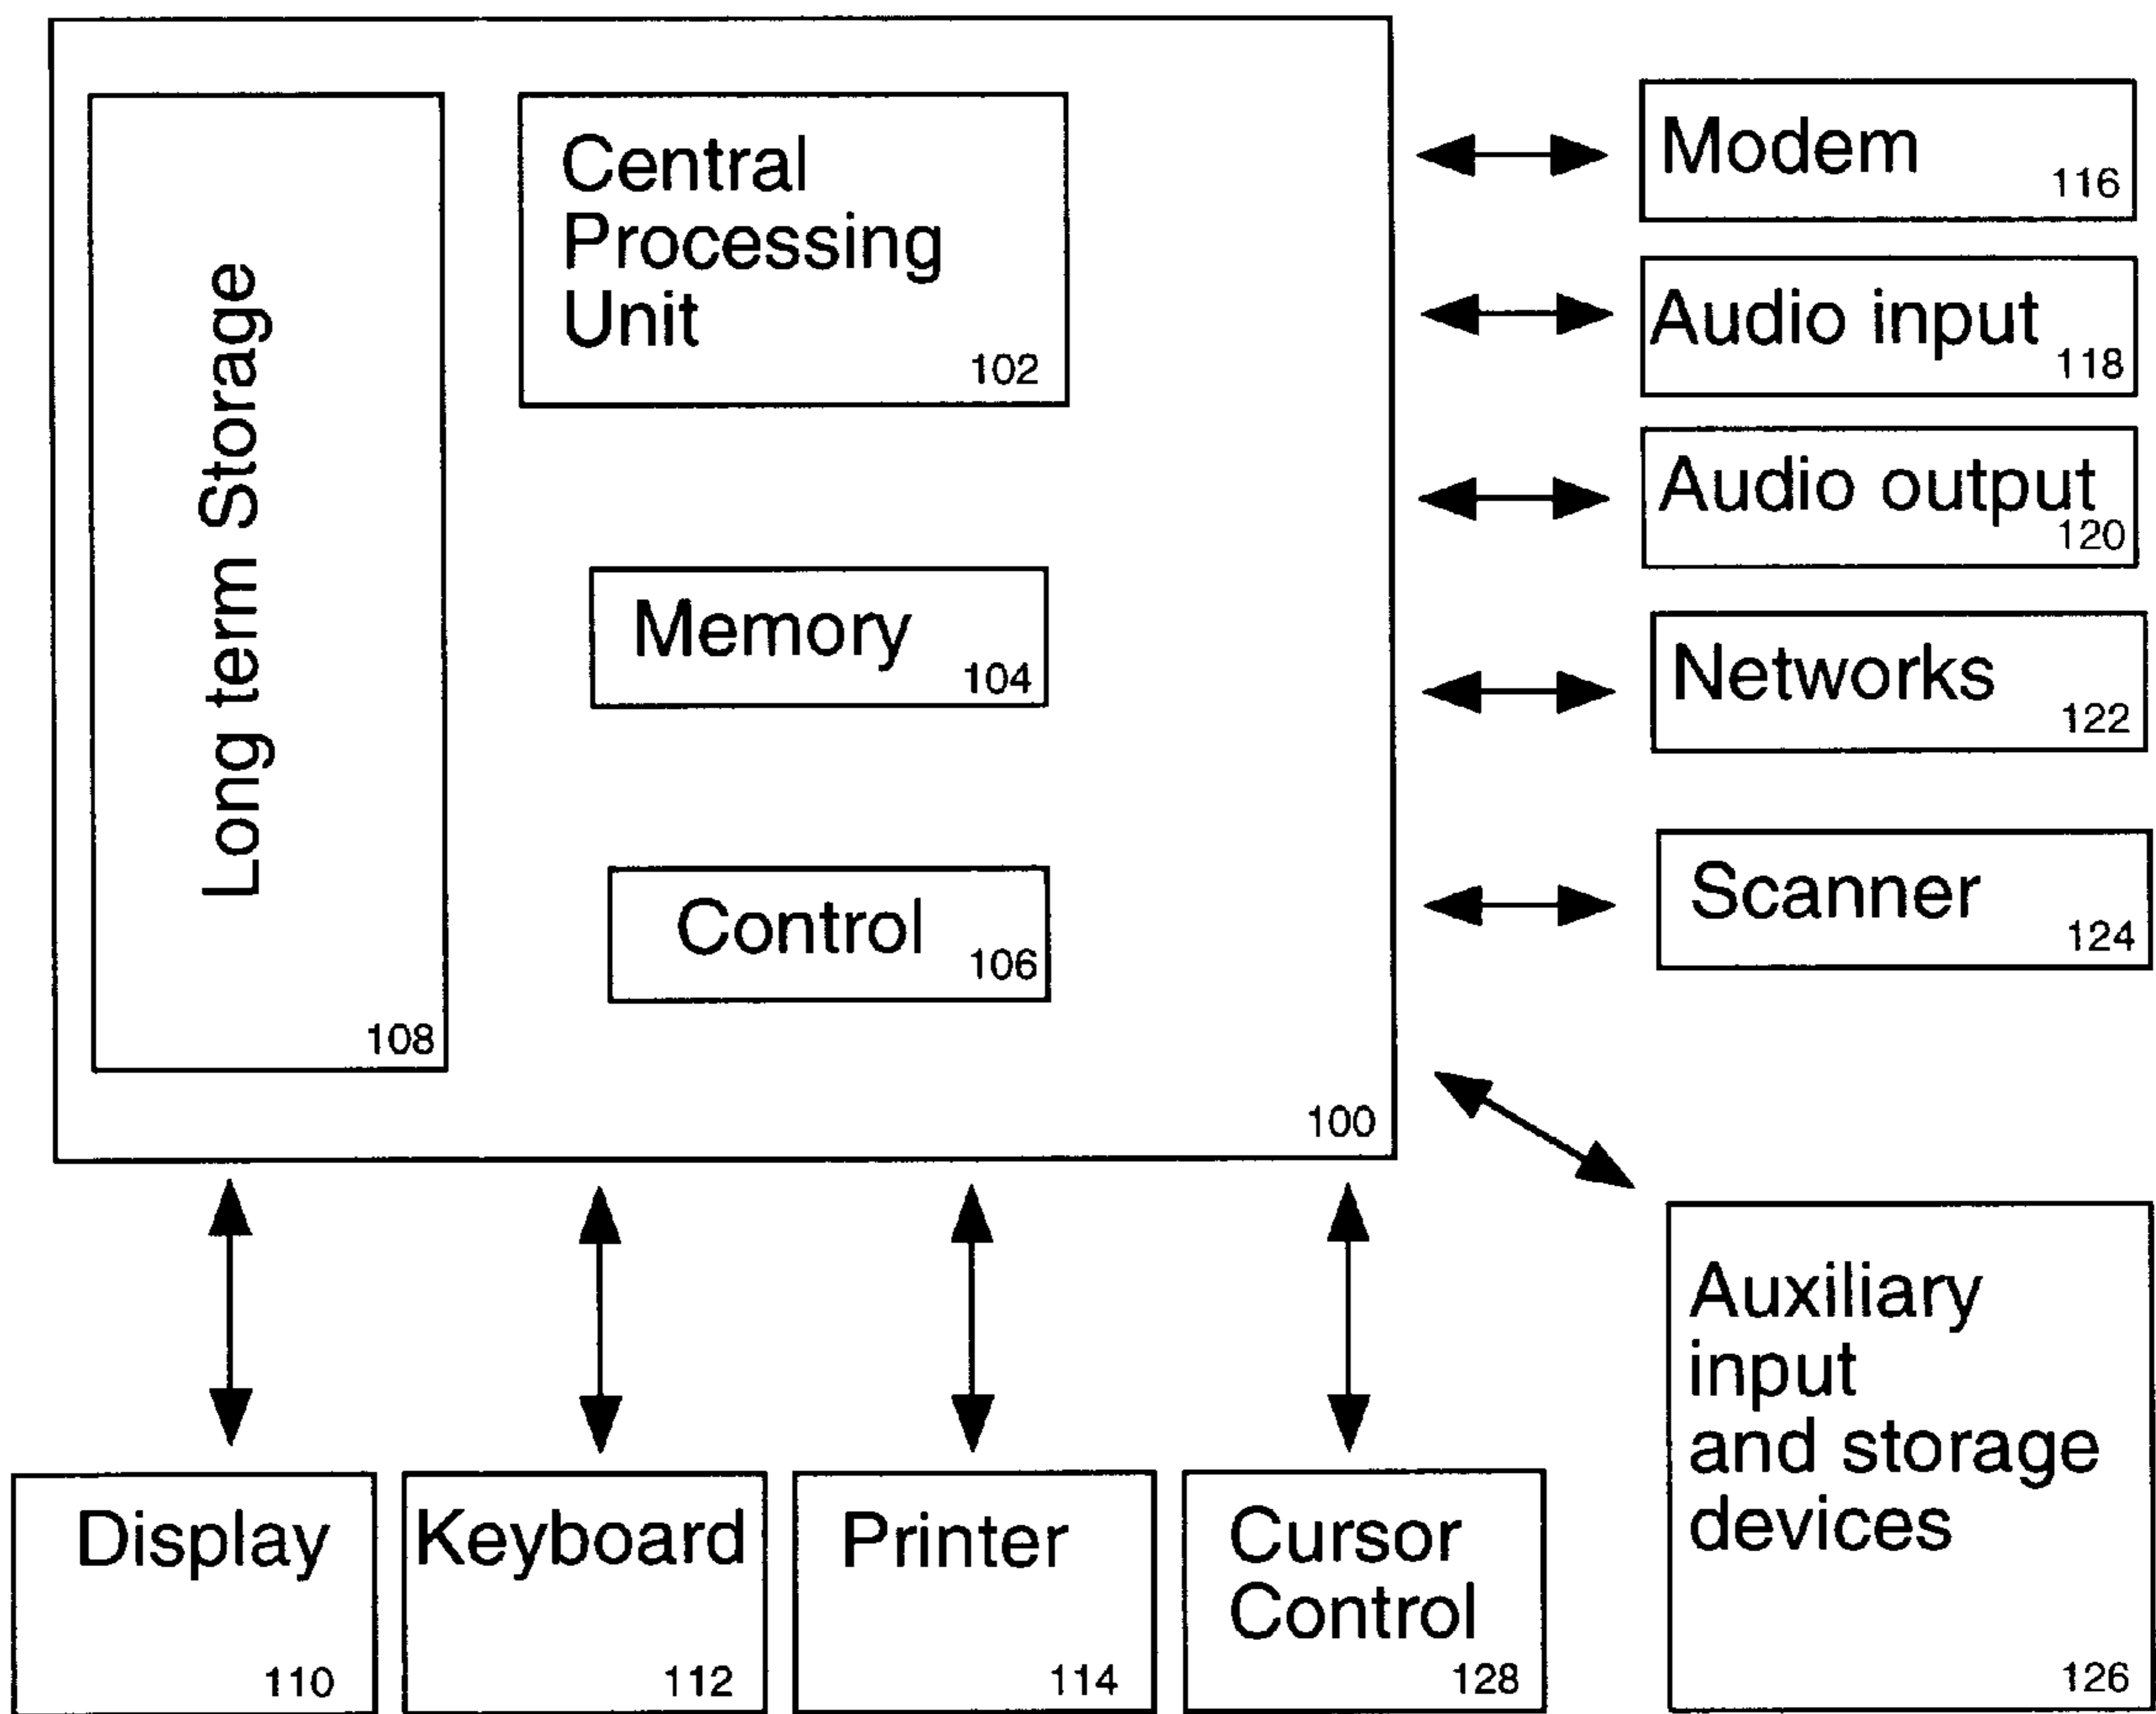 Long term Storage
108
Central
Processing
Unit
102
Memory
104
Control
106
100
Modem
116
Audio input
118
Audio output
120
Networks
122
Scanner
124
Auxiliary
input
and storage
devices
126
Display
110
Keyboard
112
Printer
114
Cursor
Control
128